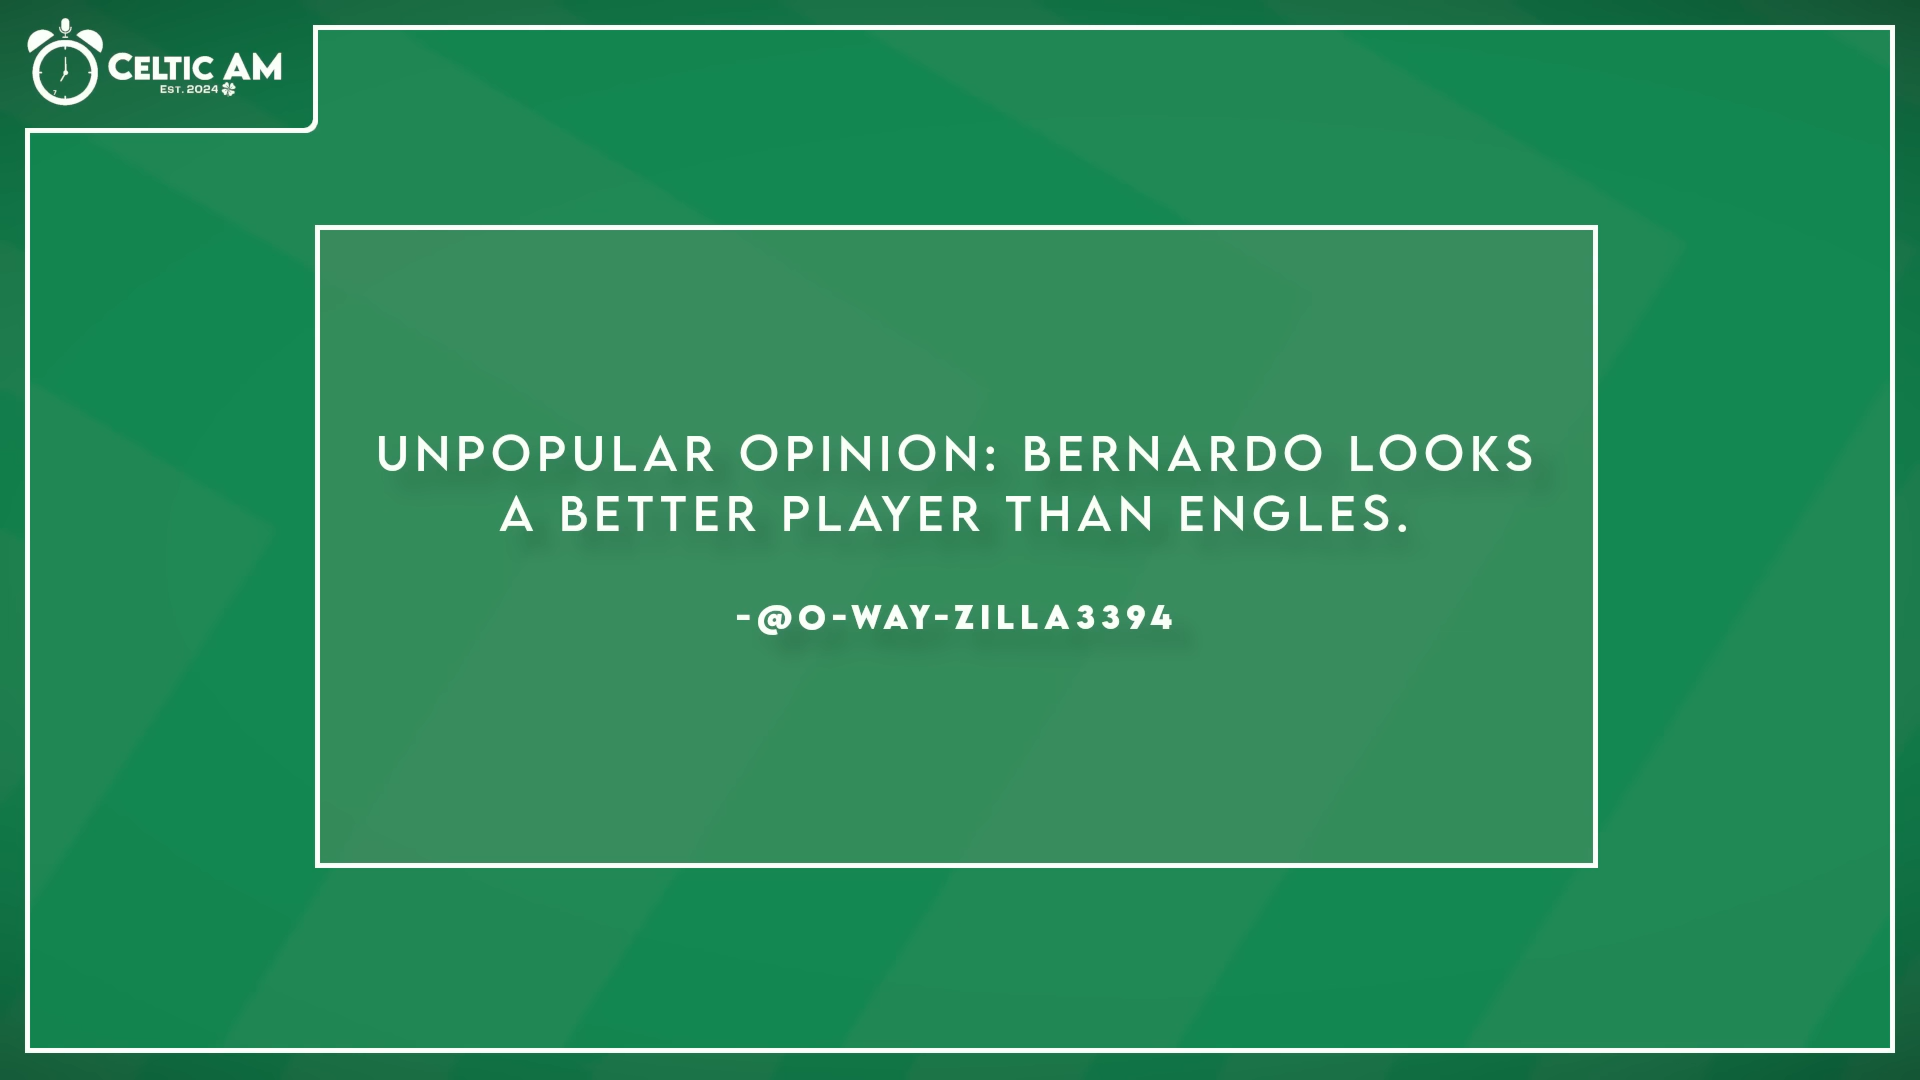 CELTIC AM
EST. 2024
UNPOPULAR OPINION: BERNARDO LOOKS
A BETTER PLAYER THAN ENGLES.
-@O-WAY-ZILLA3394